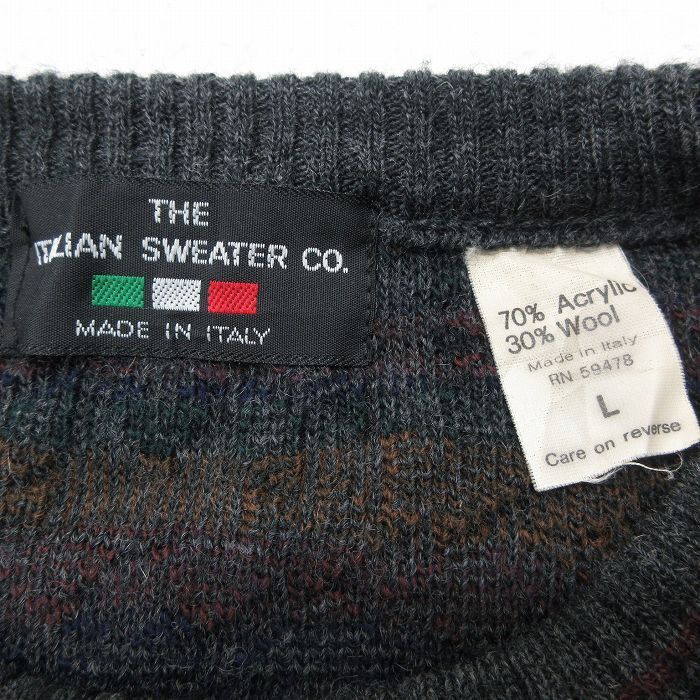 THE
ITALIAN SWEATER CO.
MADE IN ITALY
70% Acrylic
30% Wool
Made in Italy
RN 59478
L
Care on reverse